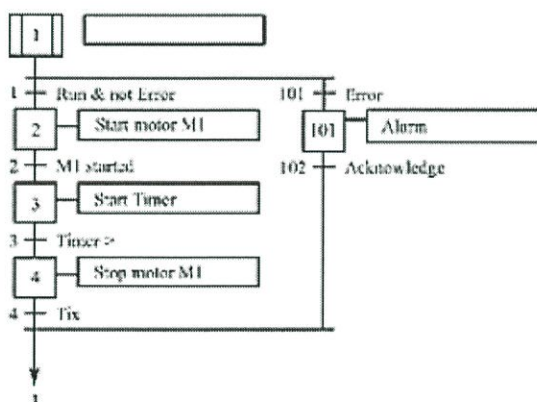 1
1 Run & not Error
101 Error
2 Start motor M1
101 Alarm
2 M1 started
102 Acknowledge
3 Start Timer
3 Timer >
4 Stop motor M1
4 Tix
1